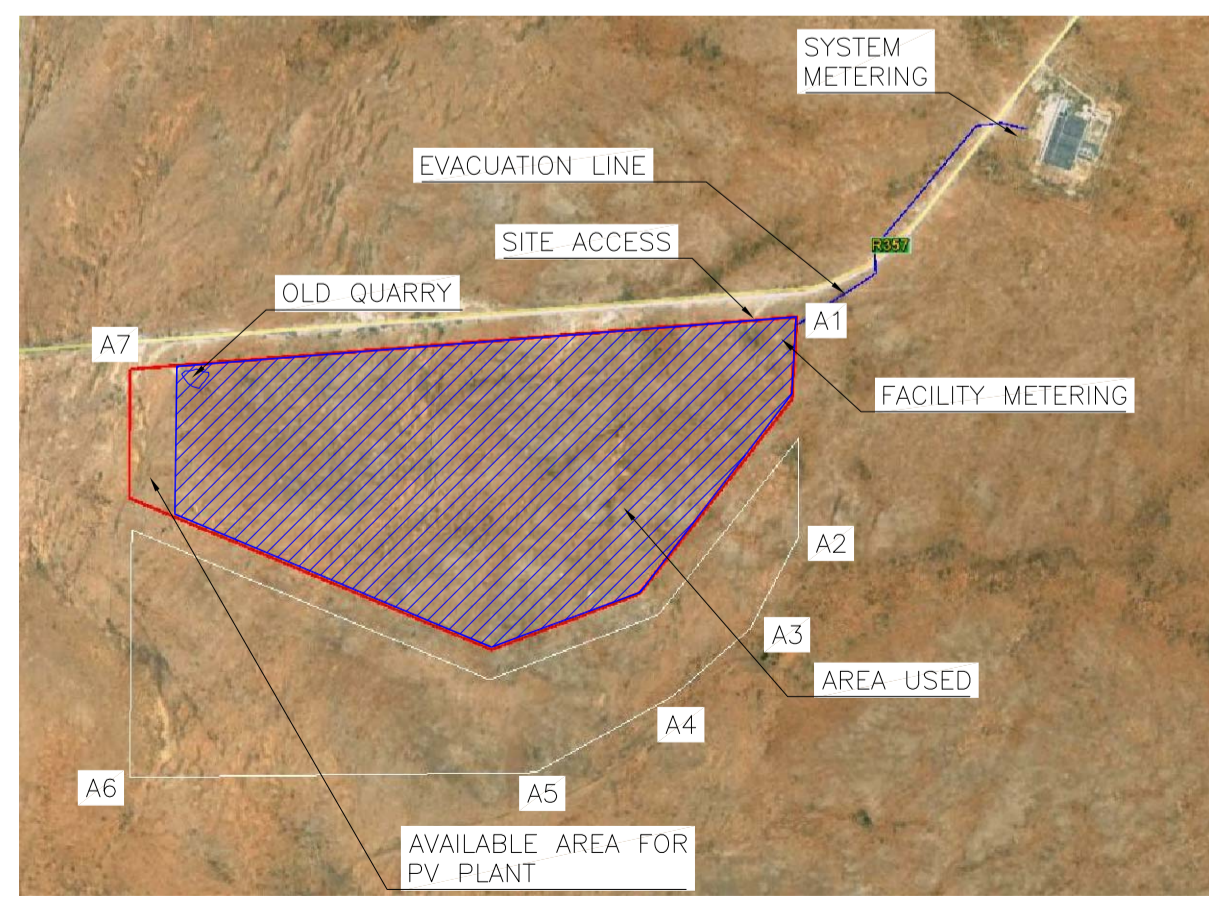 SYSTEM
METERING
EVACUATION LINE
SITE ACCESS
R357
OLD QUARRY
A1
A7
FACILITY METERING
A2
A3
AREA USED
A4
A6
A5
AVAILABLE AREA FOR
PV PLANT